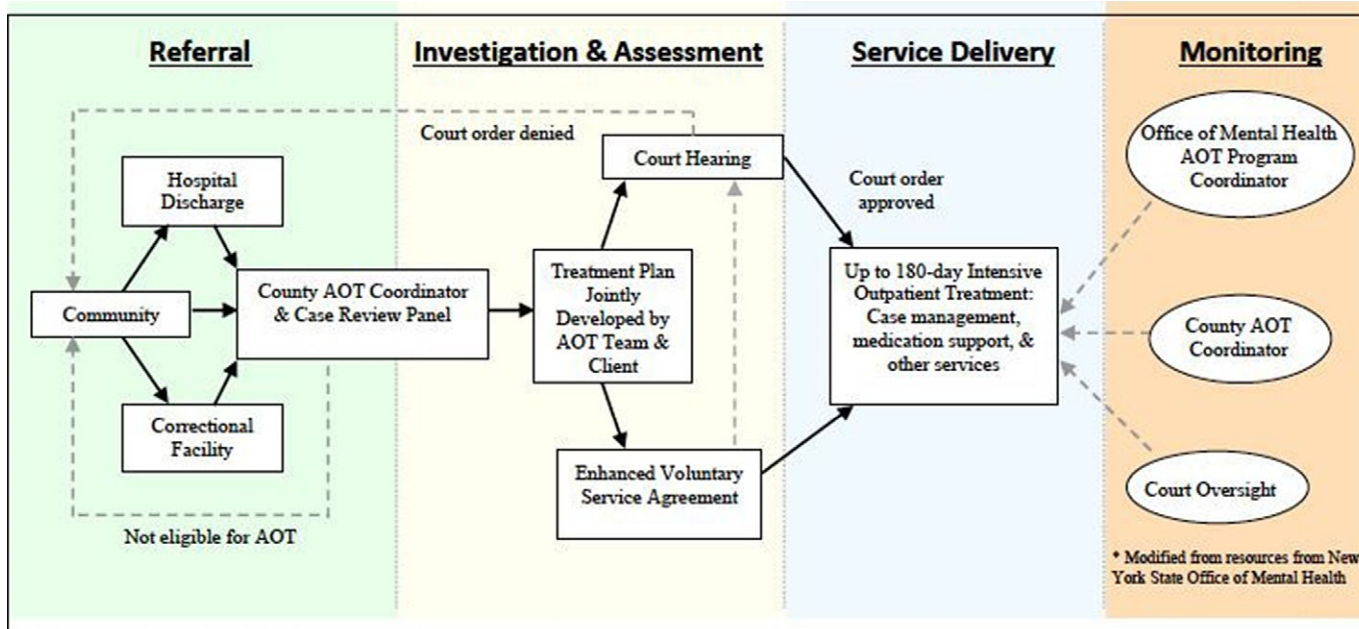 Referral
Investigation & Assessment
Service Delivery
Monitoring
Court order denied
Hospital
Discharge
Community
Correctional
Facility
County AOT Coordinator
& Case Review Panel
Not eligible for AOT
Court Hearing
Treatment Plan
Jointly
Developed by
AOT Team &
Client
Enhanced Voluntary
Service Agreement
Court order
approved
Up to 180-day Intensive
Outpatient Treatment:
Case management,
medication support, &
other services
Office of Mental Health
AOT Program
Coordinator
County AOT
Coordinator
Court Oversight
* Modified from resources from New
York State Office of Mental Health